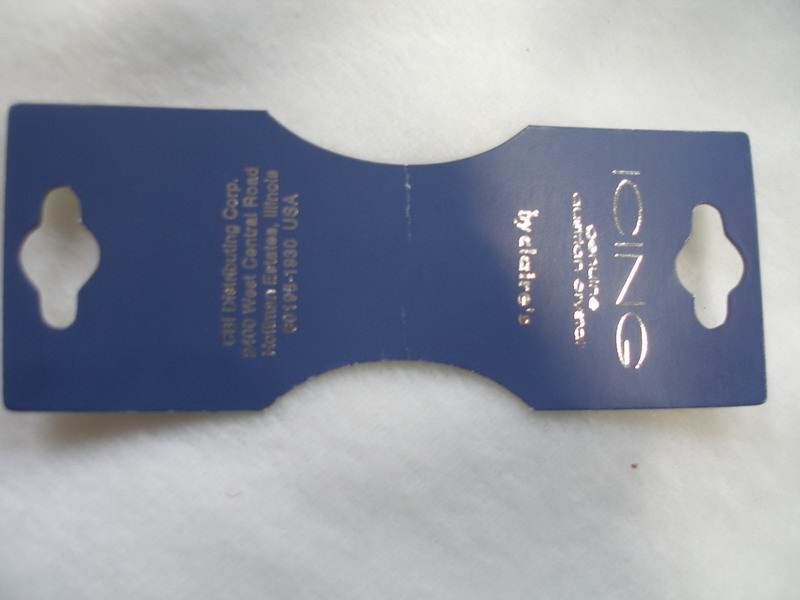 ICING
genuine
austrian crystal
by claire's
CBI Distributing Corp.
2400 West Central Road
Hoffman Estates, Illinois
60195-1930 USA